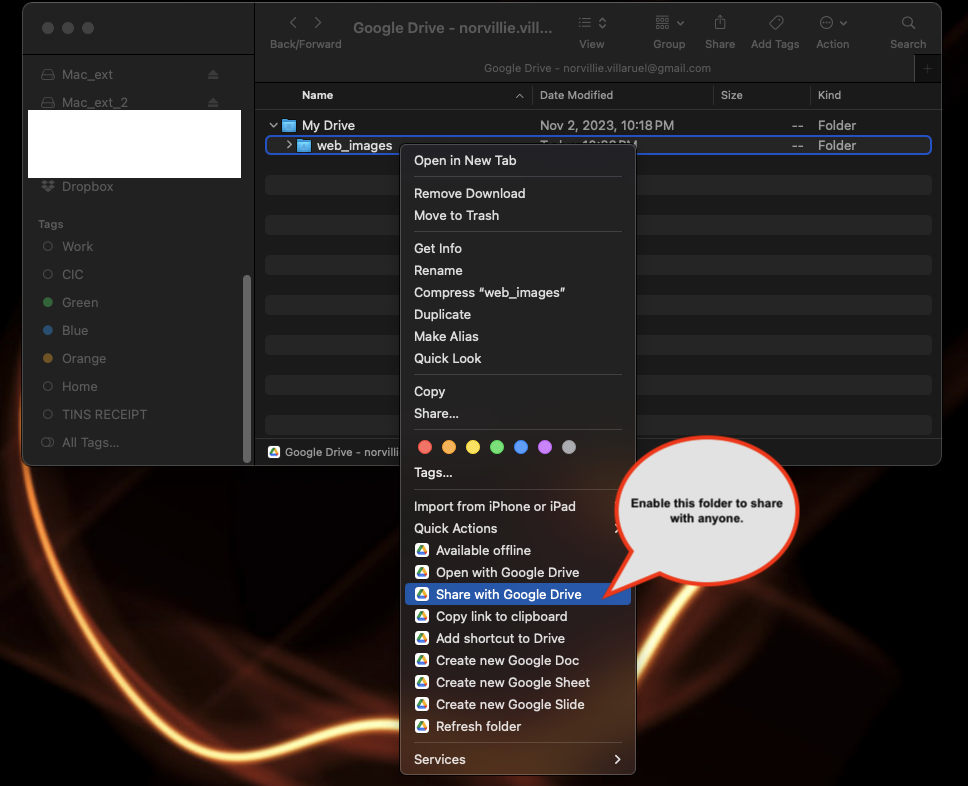 Google Drive - norvillie.vill...
Back/Forward
View
Group
Share
Add Tags
Action
Search
Google Drive - norvillie.villaruel@gmail.com
Mac_ext
Mac_ext_2
Dropbox
Tags
Work
CIC
Green
Blue
Orange
Home
TINS RECEIPT
All Tags...
Name
Date Modified
Size
Kind
My Drive
Nov 2, 2023, 10:18 PM
--
Folder
web_images
--
Folder
Google Drive - norvilli
Open in New Tab
Remove Download
Move to Trash
Get Info
Rename
Compress “web_images”
Duplicate
Make Alias
Quick Look
Copy
Share...
Tags...
Import from iPhone or iPad
Quick Actions
Available offline
Open with Google Drive
Share with Google Drive
Copy link to clipboard
Add shortcut to Drive
Create new Google Doc
Create new Google Sheet
Create new Google Slide
Refresh folder
Services
Enable this folder to share
with anyone.